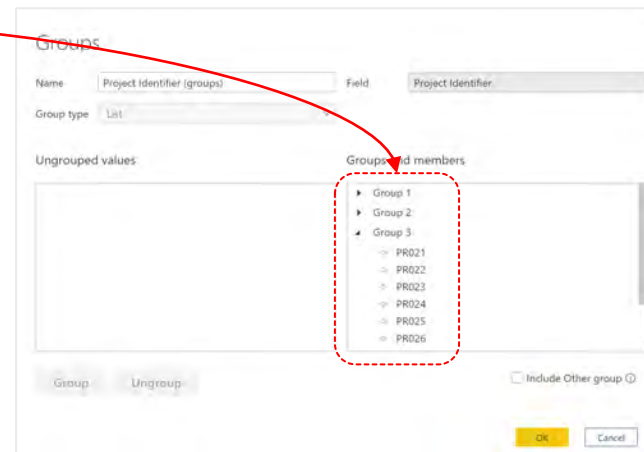 Groups
Name Project Identifier (groups) Field Project Identifier
Group type List
Ungrouped values Groups and members
Group 1
Group 2
Group 3
PR021
PR022
PR023
PR024
PR025
PR026
Group Ungroup Include Other group
OK Cancel